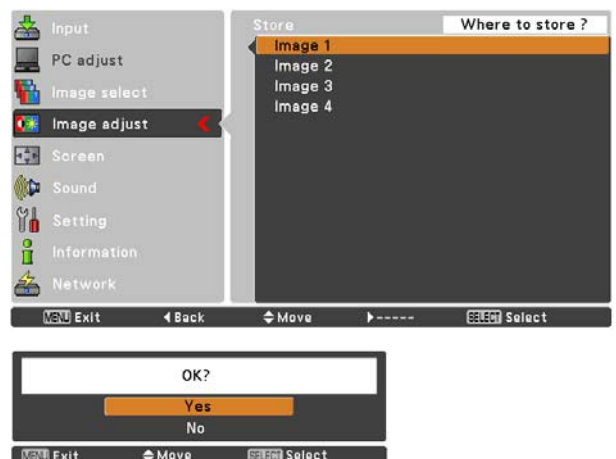 Input
PC adjust
Image select
Image adjust
Screen
Sound
Setting
Information
Network
Store
Where to store ?
Image 1
Image 2
Image 3
Image 4
MENU Exit Back Move ----- SELECT Select
OK?
Yes
No
MENU Exit Move SELECT Select